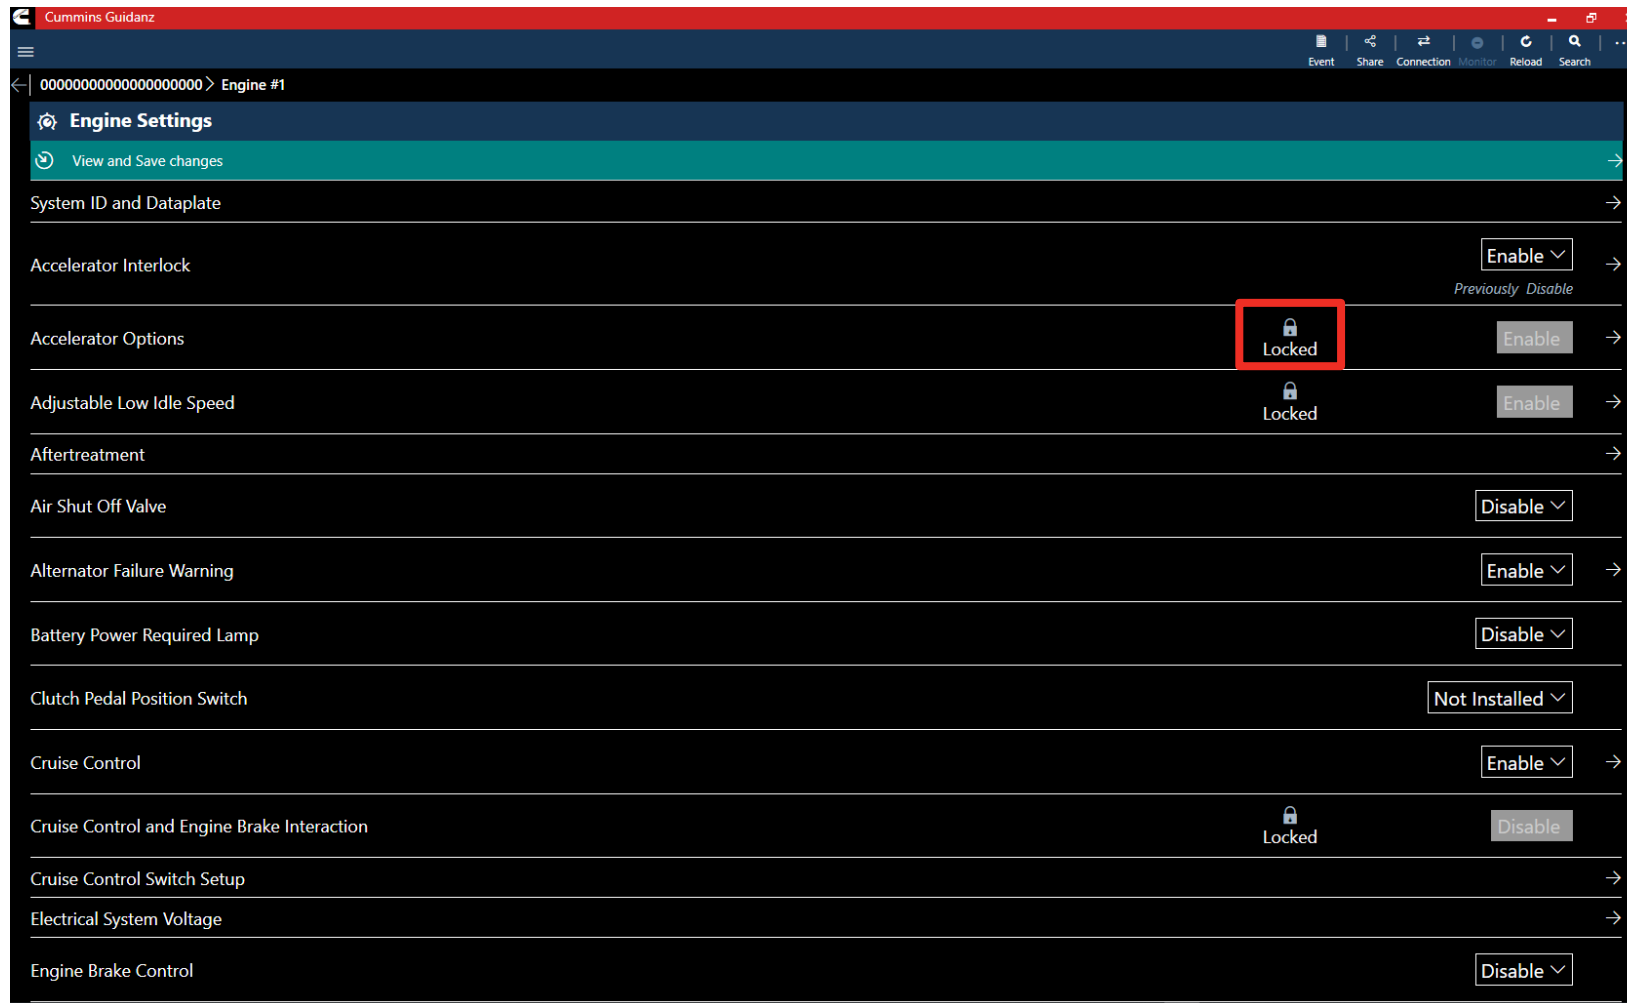 Cummins Guidanz
Event Share Connection Monitor Reload Search
00000000000000000000 > Engine #1
Engine Settings
View and Save changes
System ID and Dataplate
Accelerator Interlock Enable
Previously Disable
Accelerator Options Locked Enable
Adjustable Low Idle Speed Locked Enable
Aftertreatment
Air Shut Off Valve Disable
Alternator Failure Warning Enable
Battery Power Required Lamp Disable
Clutch Pedal Position Switch Not Installed
Cruise Control Enable
Cruise Control and Engine Brake Interaction Locked Disable
Cruise Control Switch Setup
Electrical System Voltage
Engine Brake Control Disable